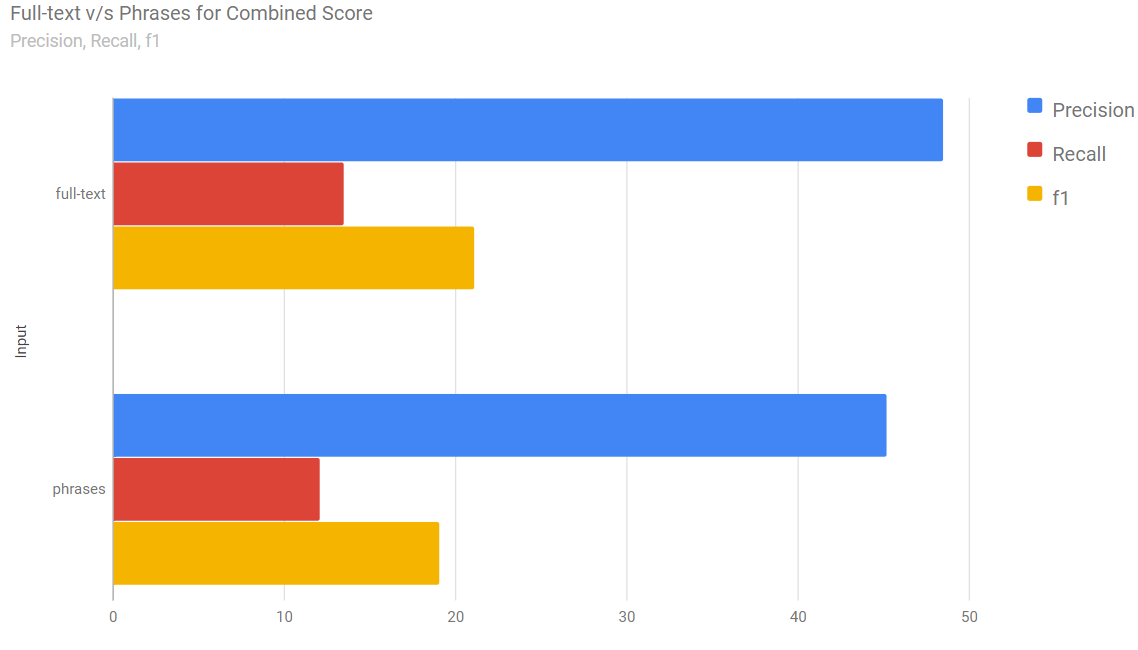 Full-text v/s Phrases for Combined Score
Precision, Recall, f1
Precision
Recall
f1
full-text
Input
phrases
0 10 20 30 40 50